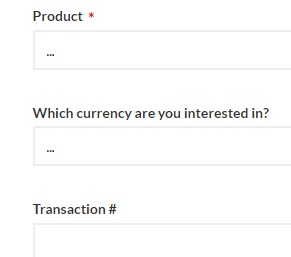 Product *
...
Which currency are you interested in?
...
Transaction #